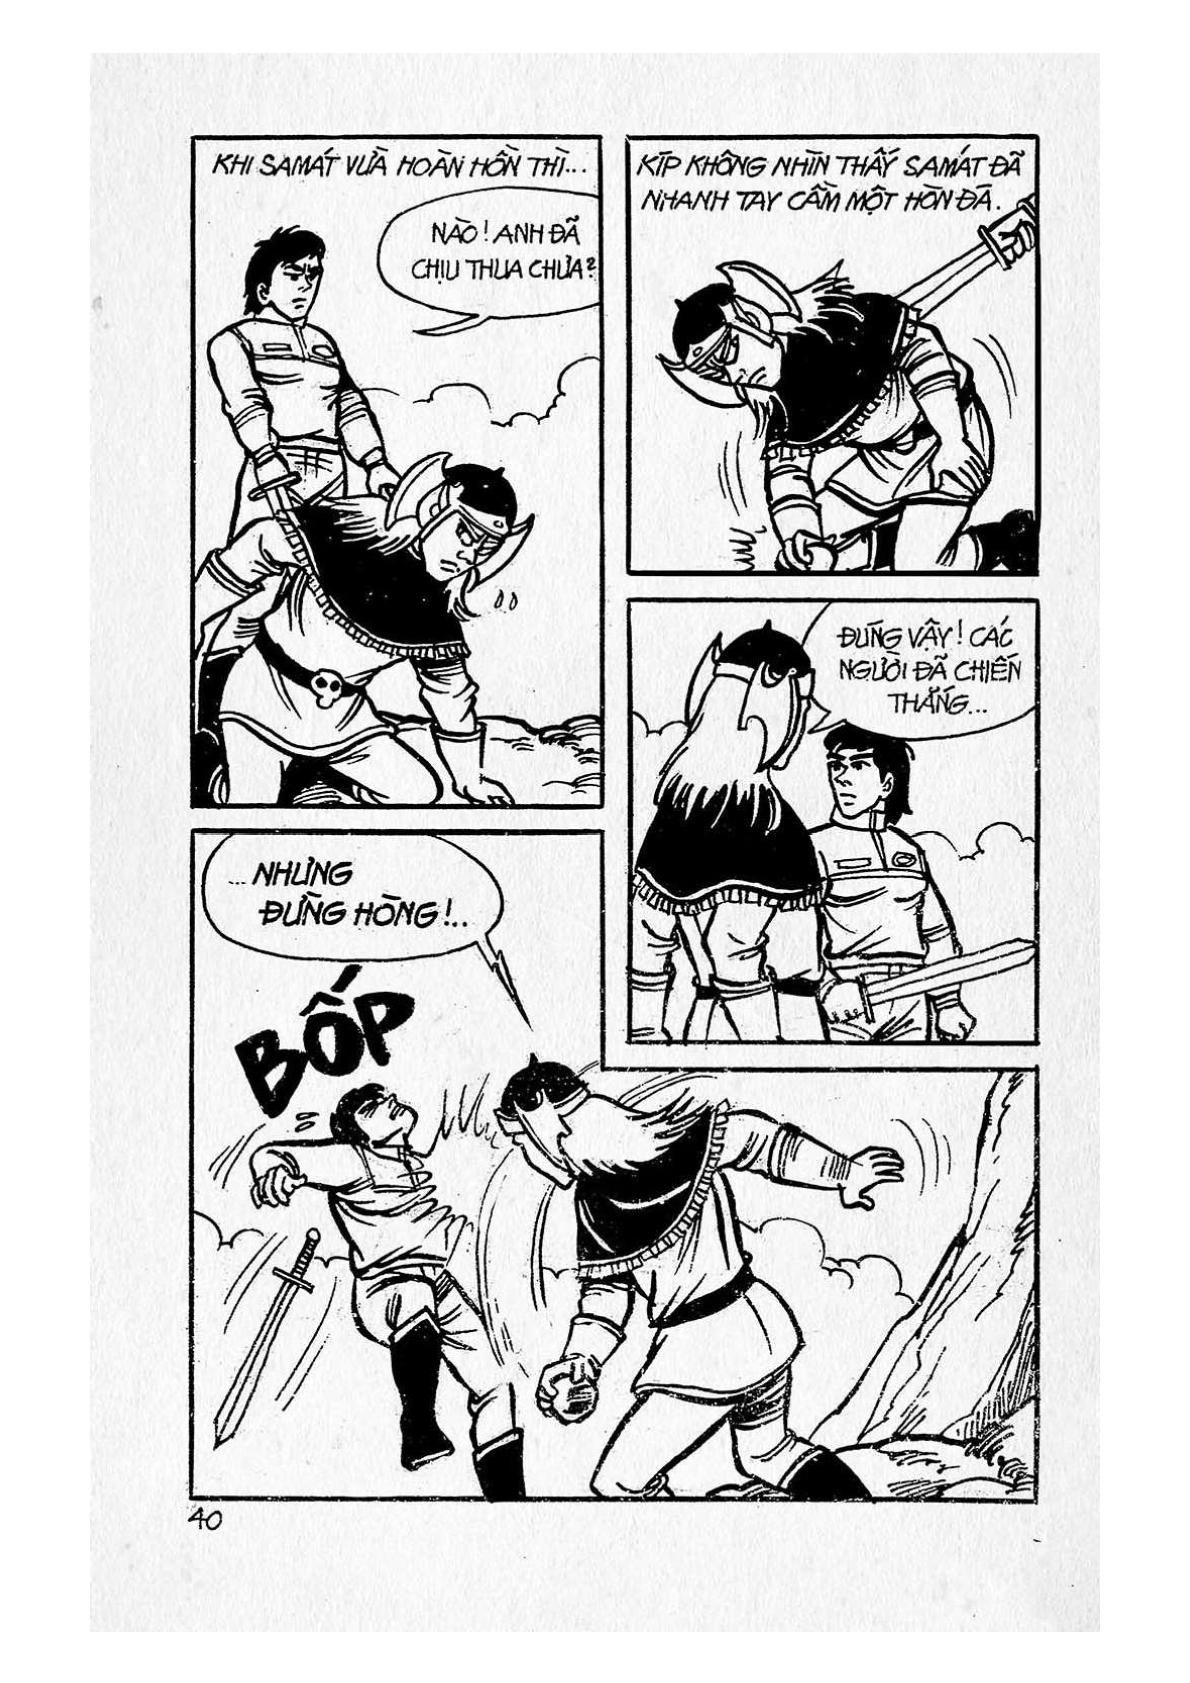 KHI SAMÁT VỪA HOÀN HỒN THÌ...
NÀO! ANH ĐÃ
CHỊU THUA CHƯA?
KÍP KHÔNG NHÌN THẤY SAMÁT ĐÃ
NHANH TAY CẦM MỘT HÒN ĐÁ.
ĐÚNG VẬY! CÁC
NGƯỜI ĐÃ CHIẾN
THẮNG...
... NHƯNG
ĐỪNG HÒNG!..
BỐP
40